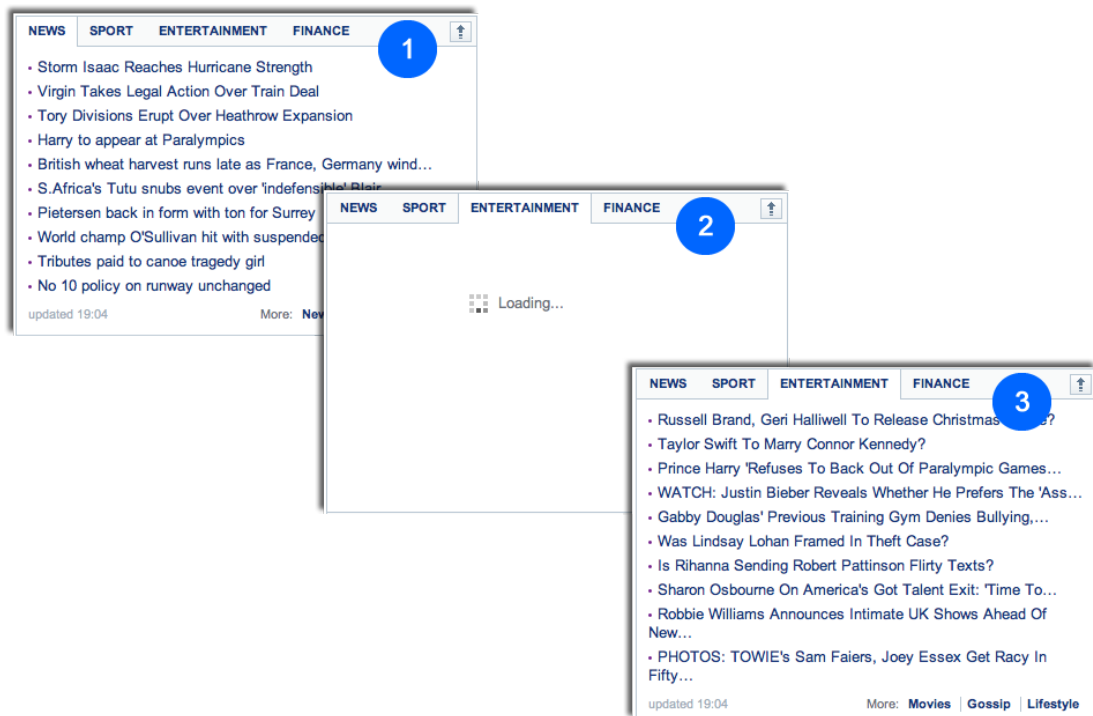 NEWS SPORT ENTERTAINMENT FINANCE
1
• Storm Isaac Reaches Hurricane Strength
• Virgin Takes Legal Action Over Train Deal
• Tory Divisions Erupt Over Heathrow Expansion
• Harry to appear at Paralympics
• British wheat harvest runs late as France, Germany wind...
• S.Africa's Tutu snubs event over 'indefensible' Blair
• Pietersen back in form with ton for Surrey
• World champ O'Sullivan hit with suspended
• Tributes paid to canoe tragedy girl
• No 10 policy on runway unchanged
updated 19:04 More:
NEWS SPORT ENTERTAINMENT FINANCE
2
Loading...
NEWS SPORT ENTERTAINMENT FINANCE
3
• Russell Brand, Geri Halliwell To Release Christmas
• Taylor Swift To Marry Connor Kennedy?
• Prince Harry 'Refuses To Back Out Of Paralympic Games...
• WATCH: Justin Bieber Reveals Whether He Prefers The 'Ass...
• Gabby Douglas' Previous Training Gym Denies Bullying,...
• Was Lindsay Lohan Framed In Theft Case?
• Is Rihanna Sending Robert Pattinson Flirty Texts?
• Sharon Osbourne On America's Got Talent Exit: 'Time To...
• Robbie Williams Announces Intimate UK Shows Ahead Of
New...
• PHOTOS: TOWIE's Sam Faiers, Joey Essex Get Racy In
Fifty...
updated 19:04 More: Movies | Gossip | Lifestyle